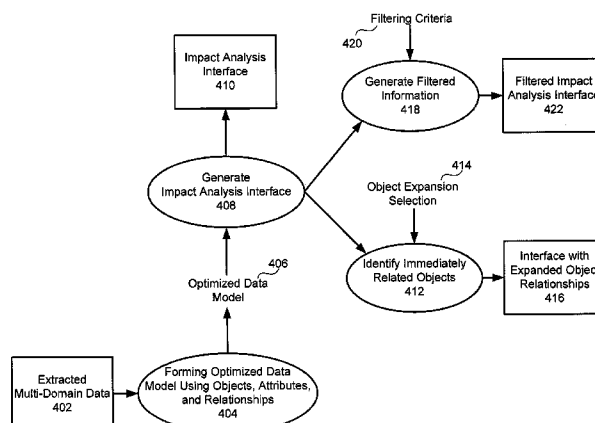 Filtering Criteria
420
Impact Analysis
Interface
410
Generate Filtered
Information
418
Filtered Impact
Analysis Interface
422
414
Object Expansion
Selection
Generate
Impact Analysis Interface
408
Identify Immediately
Related Objects
412
Interface with
Expanded Object
Relationships
416
406
Optimized Data
Model
Extracted
Multi-Domain Data
402
Forming Optimized Data
Model Using Objects, Attributes,
and Relationships
404